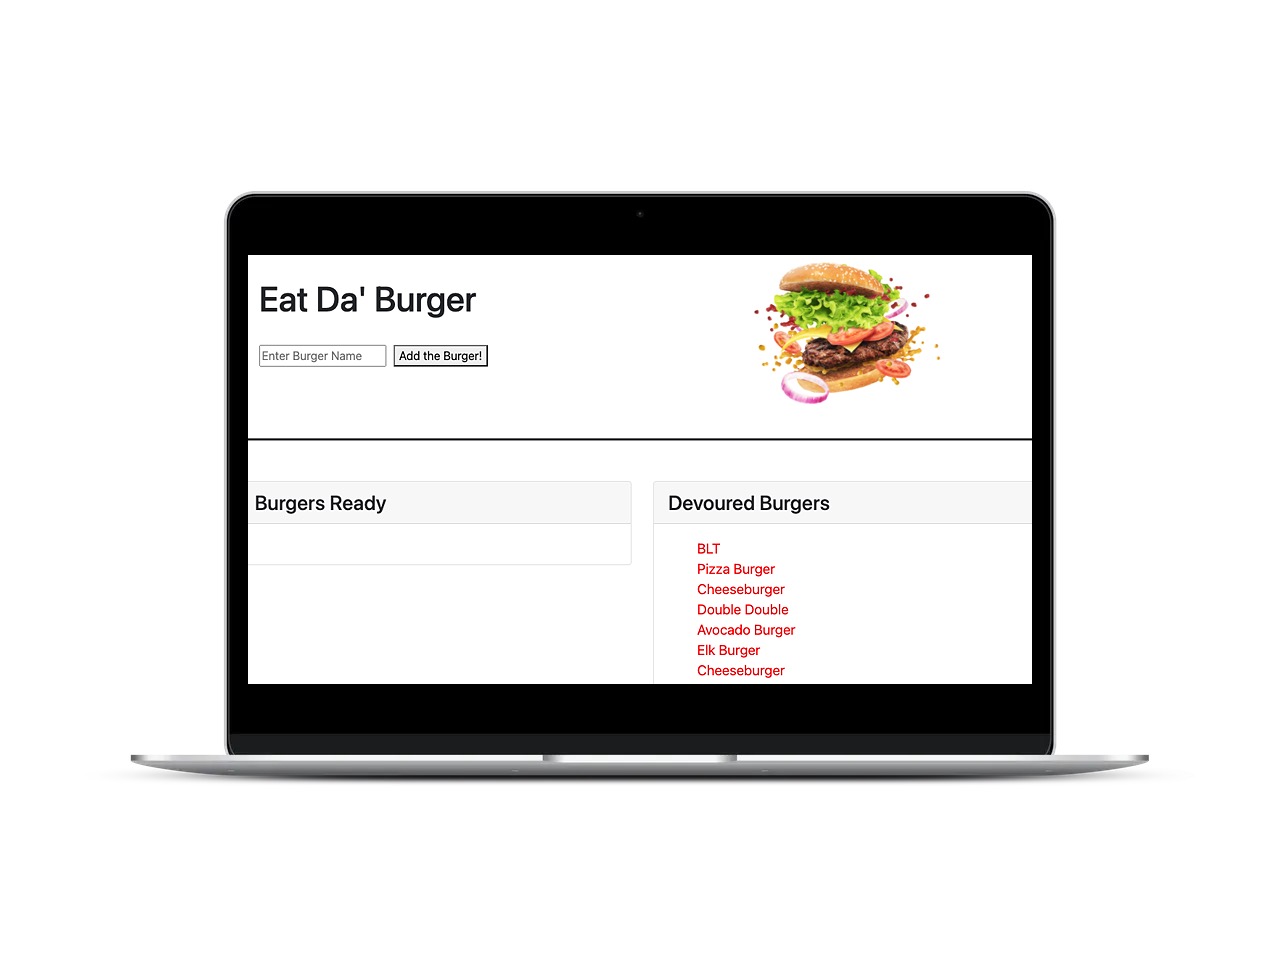 Eat Da' Burger
Enter Burger Name
Add the Burger!
Burgers Ready
Devoured Burgers
BLT
Pizza Burger
Cheeseburger
Double Double
Avocado Burger
Elk Burger
Cheeseburger